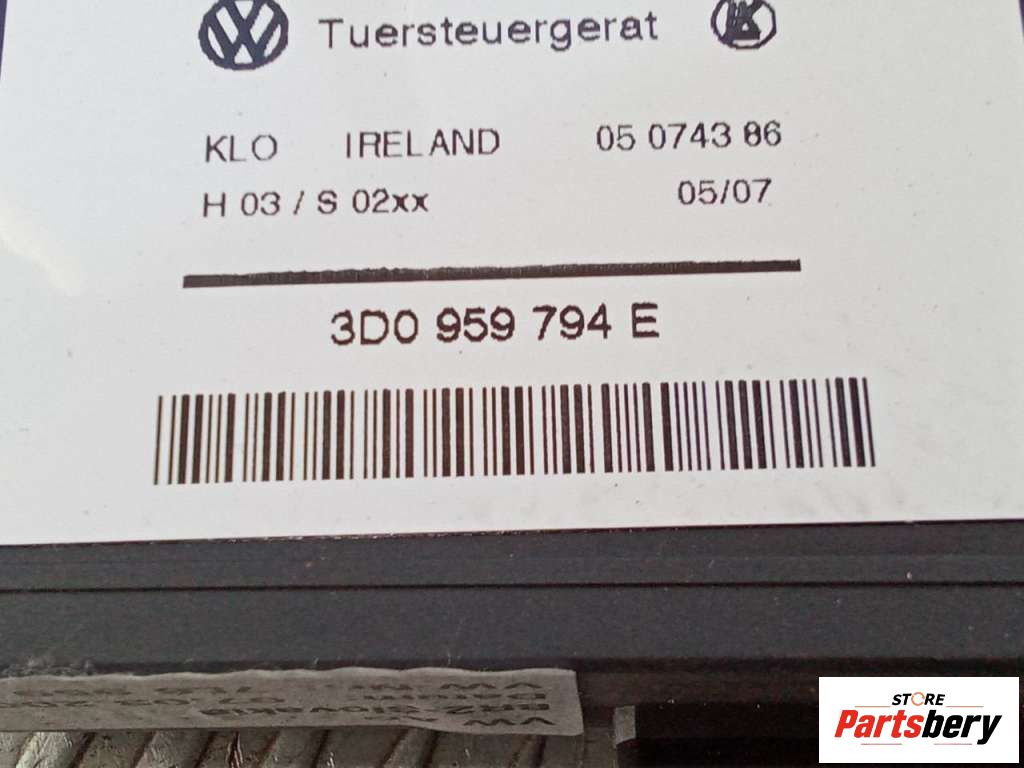 Tuersteuergerat
KLO IRELAND 05 0743 86
H 03 / S 02xx 05/07
3D0 959 794 E
STORE
Partsbery